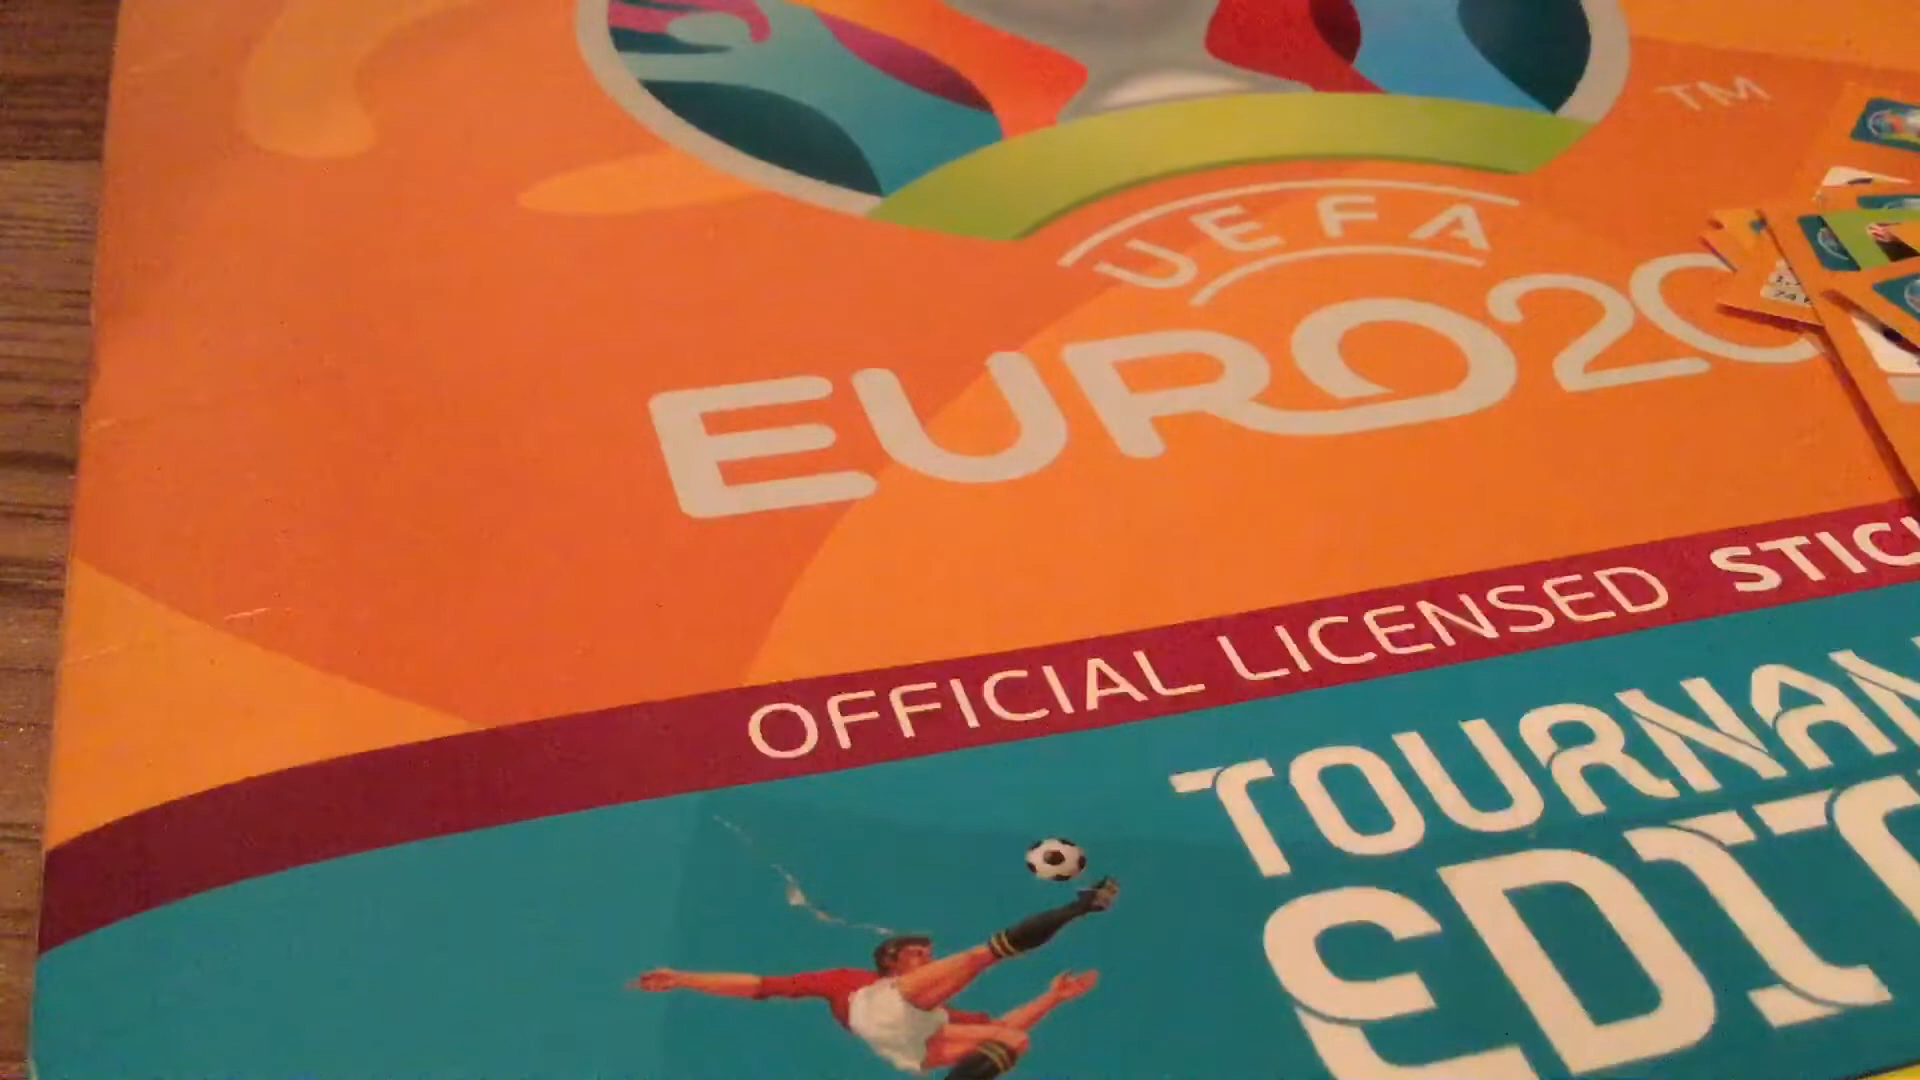 TM
UEFA
EURO20
OFFICIAL LICENSED STIC
TOURNAM
EDIT